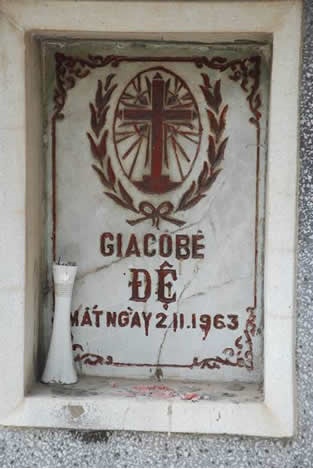 GIACOBÊ
ĐỆ
MẤT NGÀY 2.11.1963